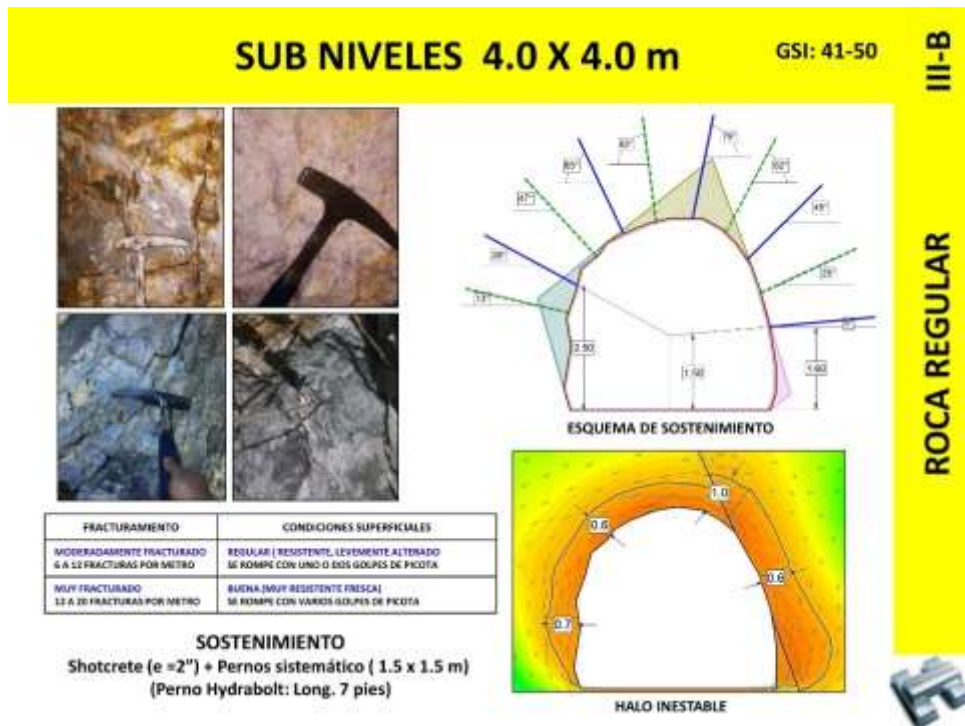 SUB NIVELES 4.0 X 4.0 m
GSI: 41-50
III-B
ROCA REGULAR
79°
62°
45°
25°
2.50
1.50
1.60
ESQUEMA DE SOSTENIMIENTO
FRACTURAMIENTO
CONDICIONES SUPERFICIALES
MODERADAMENTE FRACTURADO
REGULAR ( RESISTENTE, LEVEMENTE ALTERADO
6 A 12 FRACTURAS POR METRO
SE ROMPE CON UNO O DOS GOLPES DE PICOTA
MUY FRACTURADO
BUENA (MUY RESISTENTE FRESCA)
12 A 20 FRACTURAS POR METRO
SE ROMPE CON VARIOS GOLPES DE PICOTA
SOSTENIMIENTO
Shotcrete (e =2”) + Pernos sistemático ( 1.5 x 1.5 m)
(Perno Hydrabolt: Long. 7 pies)
1.0
0.6
0.6
0.7
HALO INESTABLE